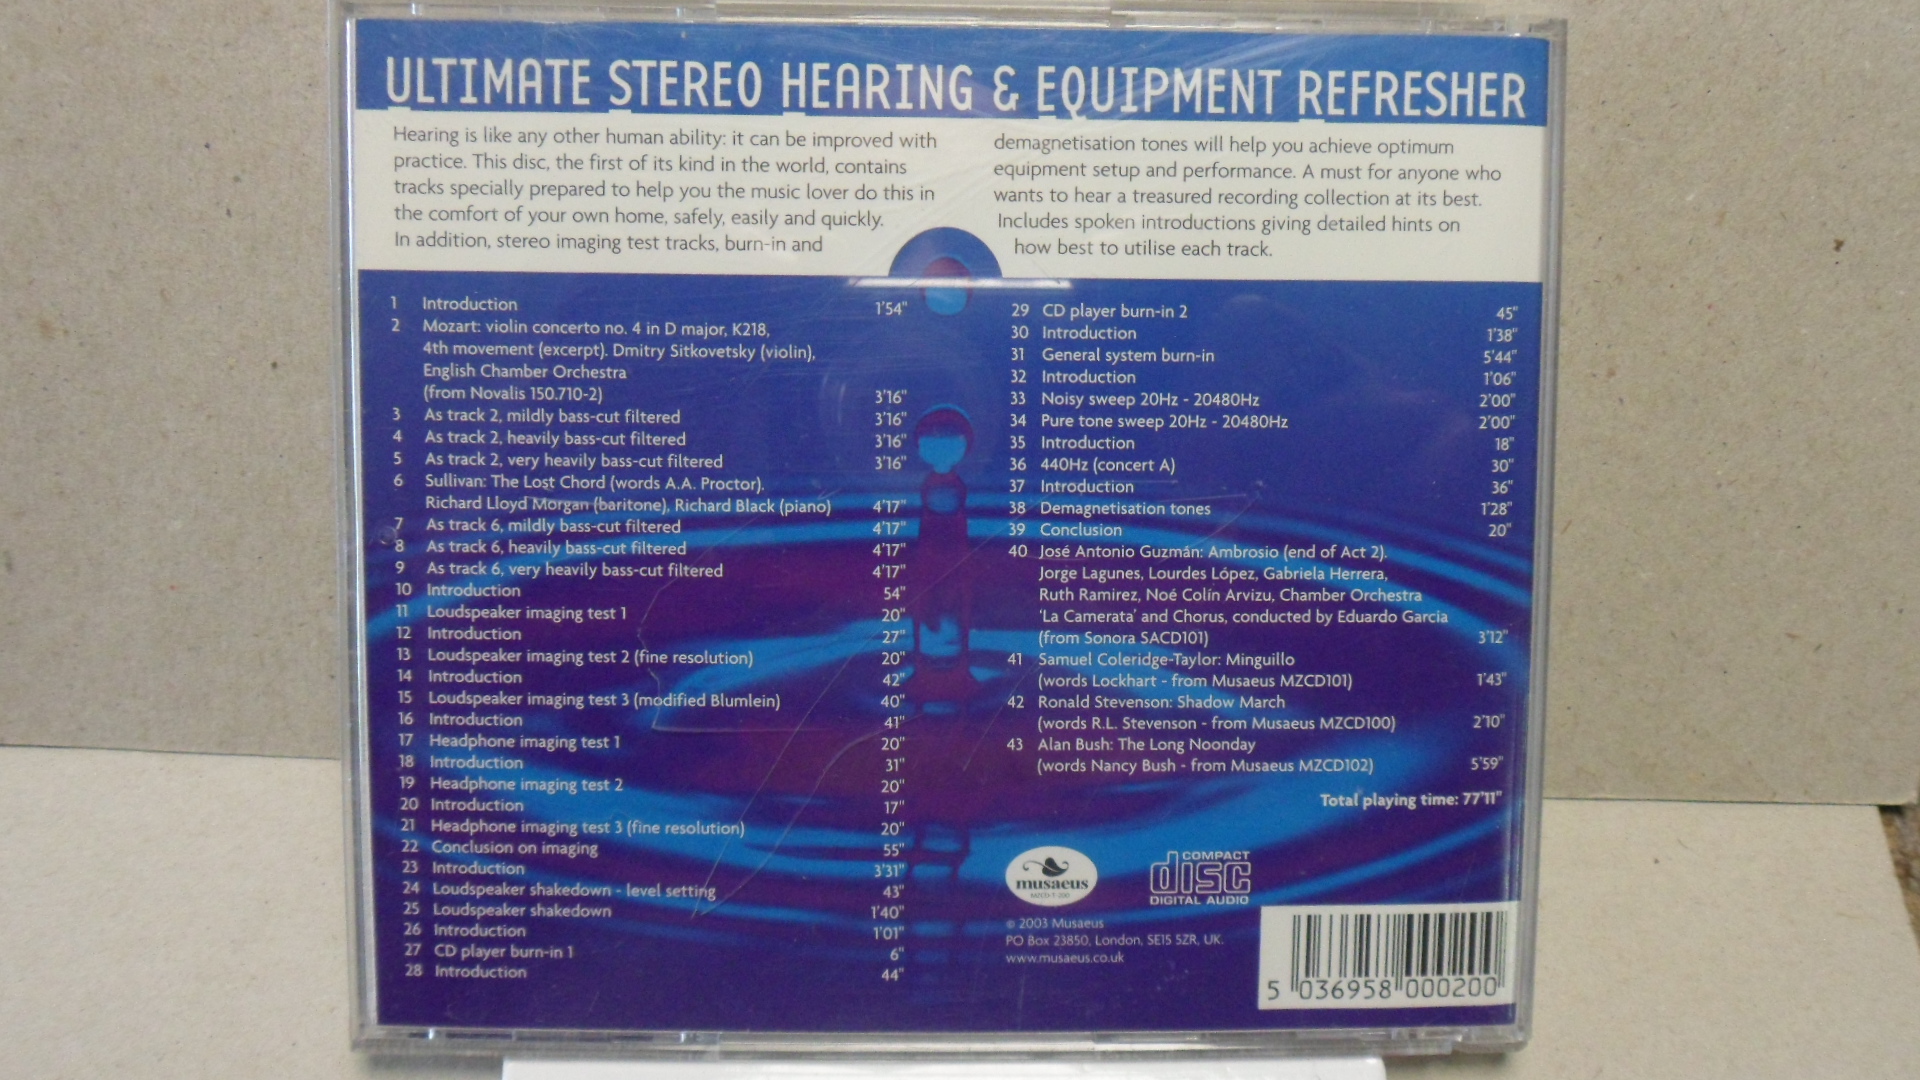 ULTIMATE STEREO HEARING & EQUIPMENT REFRESHER
Hearing is like any other human ability: it can be improved with
practice. This disc, the first of its kind in the world, contains
tracks specially prepared to help you the music lover do this in
the comfort of your own home, safely, easily and quickly.
In addition, stereo imaging test tracks, burn-in and
demagnetisation tones will help you achieve optimum
equipment setup and performance. A must for anyone who
wants to hear a treasured recording collection at its best.
Includes spoken introductions giving detailed hints on
how best to utilise each track.
1 Introduction 1'54"
2 Mozart: violin concerto no. 4 in D major, K218,
4th movement (excerpt). Dmitry Sitkovetsky (violin),
English Chamber Orchestra
(from Novalis 150.710-2) 3'16"
3 As track 2, mildly bass-cut filtered 3'16"
4 As track 2, heavily bass-cut filtered 3'16"
5 As track 2, very heavily bass-cut filtered 3'16"
6 Sullivan: The Lost Chord (words A.A. Proctor).
Richard Lloyd Morgan (baritone), Richard Black (piano) 4'17"
7 As track 6, mildly bass-cut filtered 4'17"
8 As track 6, heavily bass-cut filtered 4'17"
9 As track 6, very heavily bass-cut filtered 4'17"
10 Introduction 54"
11 Loudspeaker imaging test 1 20"
12 Introduction 27"
13 Loudspeaker imaging test 2 (fine resolution) 20"
14 Introduction 42"
15 Loudspeaker imaging test 3 (modified Blumlein) 40"
16 Introduction 41"
17 Headphone imaging test 1 20"
18 Introduction 31"
19 Headphone imaging test 2 20"
20 Introduction 17"
21 Headphone imaging test 3 (fine resolution) 20"
22 Conclusion on imaging 55"
23 Introduction 3'31"
24 Loudspeaker shakedown - level setting 43"
25 Loudspeaker shakedown 1'40"
26 Introduction 1'01"
27 CD player burn-in 1 6"
28 Introduction 44"
29 CD player burn-in 2 45"
30 Introduction 1'38"
31 General system burn-in 5'44"
32 Introduction 1'06"
33 Noisy sweep 20Hz - 20480Hz 2'00"
34 Pure tone sweep 20Hz - 20480Hz 2'00"
35 Introduction 18"
36 440Hz (concert A) 30"
37 Introduction 36"
38 Demagnetisation tones 1'28"
39 Conclusion 20"
40 José Antonio Guzmán: Ambrosio (end of Act 2).
Jorge Lagunes, Lourdes López, Gabriela Herrera,
Ruth Ramirez, Noé Colín Arvizu, Chamber Orchestra
'La Camerata' and Chorus, conducted by Eduardo Garcia
(from Sonora SACD101) 3'12"
41 Samuel Coleridge-Taylor: Minguillo
(words Lockhart - from Musaeus MZCD101) 1'43"
42 Ronald Stevenson: Shadow March
(words R.L. Stevenson - from Musaeus MZCD100) 2'10"
43 Alan Bush: The Long Noonday
(words Nancy Bush - from Musaeus MZCD102) 5'59"
Total playing time: 77'11"
musaeus
COMPACT
disc
DIGITAL AUDIO
© 2003 Musaeus
PO Box 23850, London, SE15 5ZR, UK.
www.musaeus.co.uk
5 036958 000200